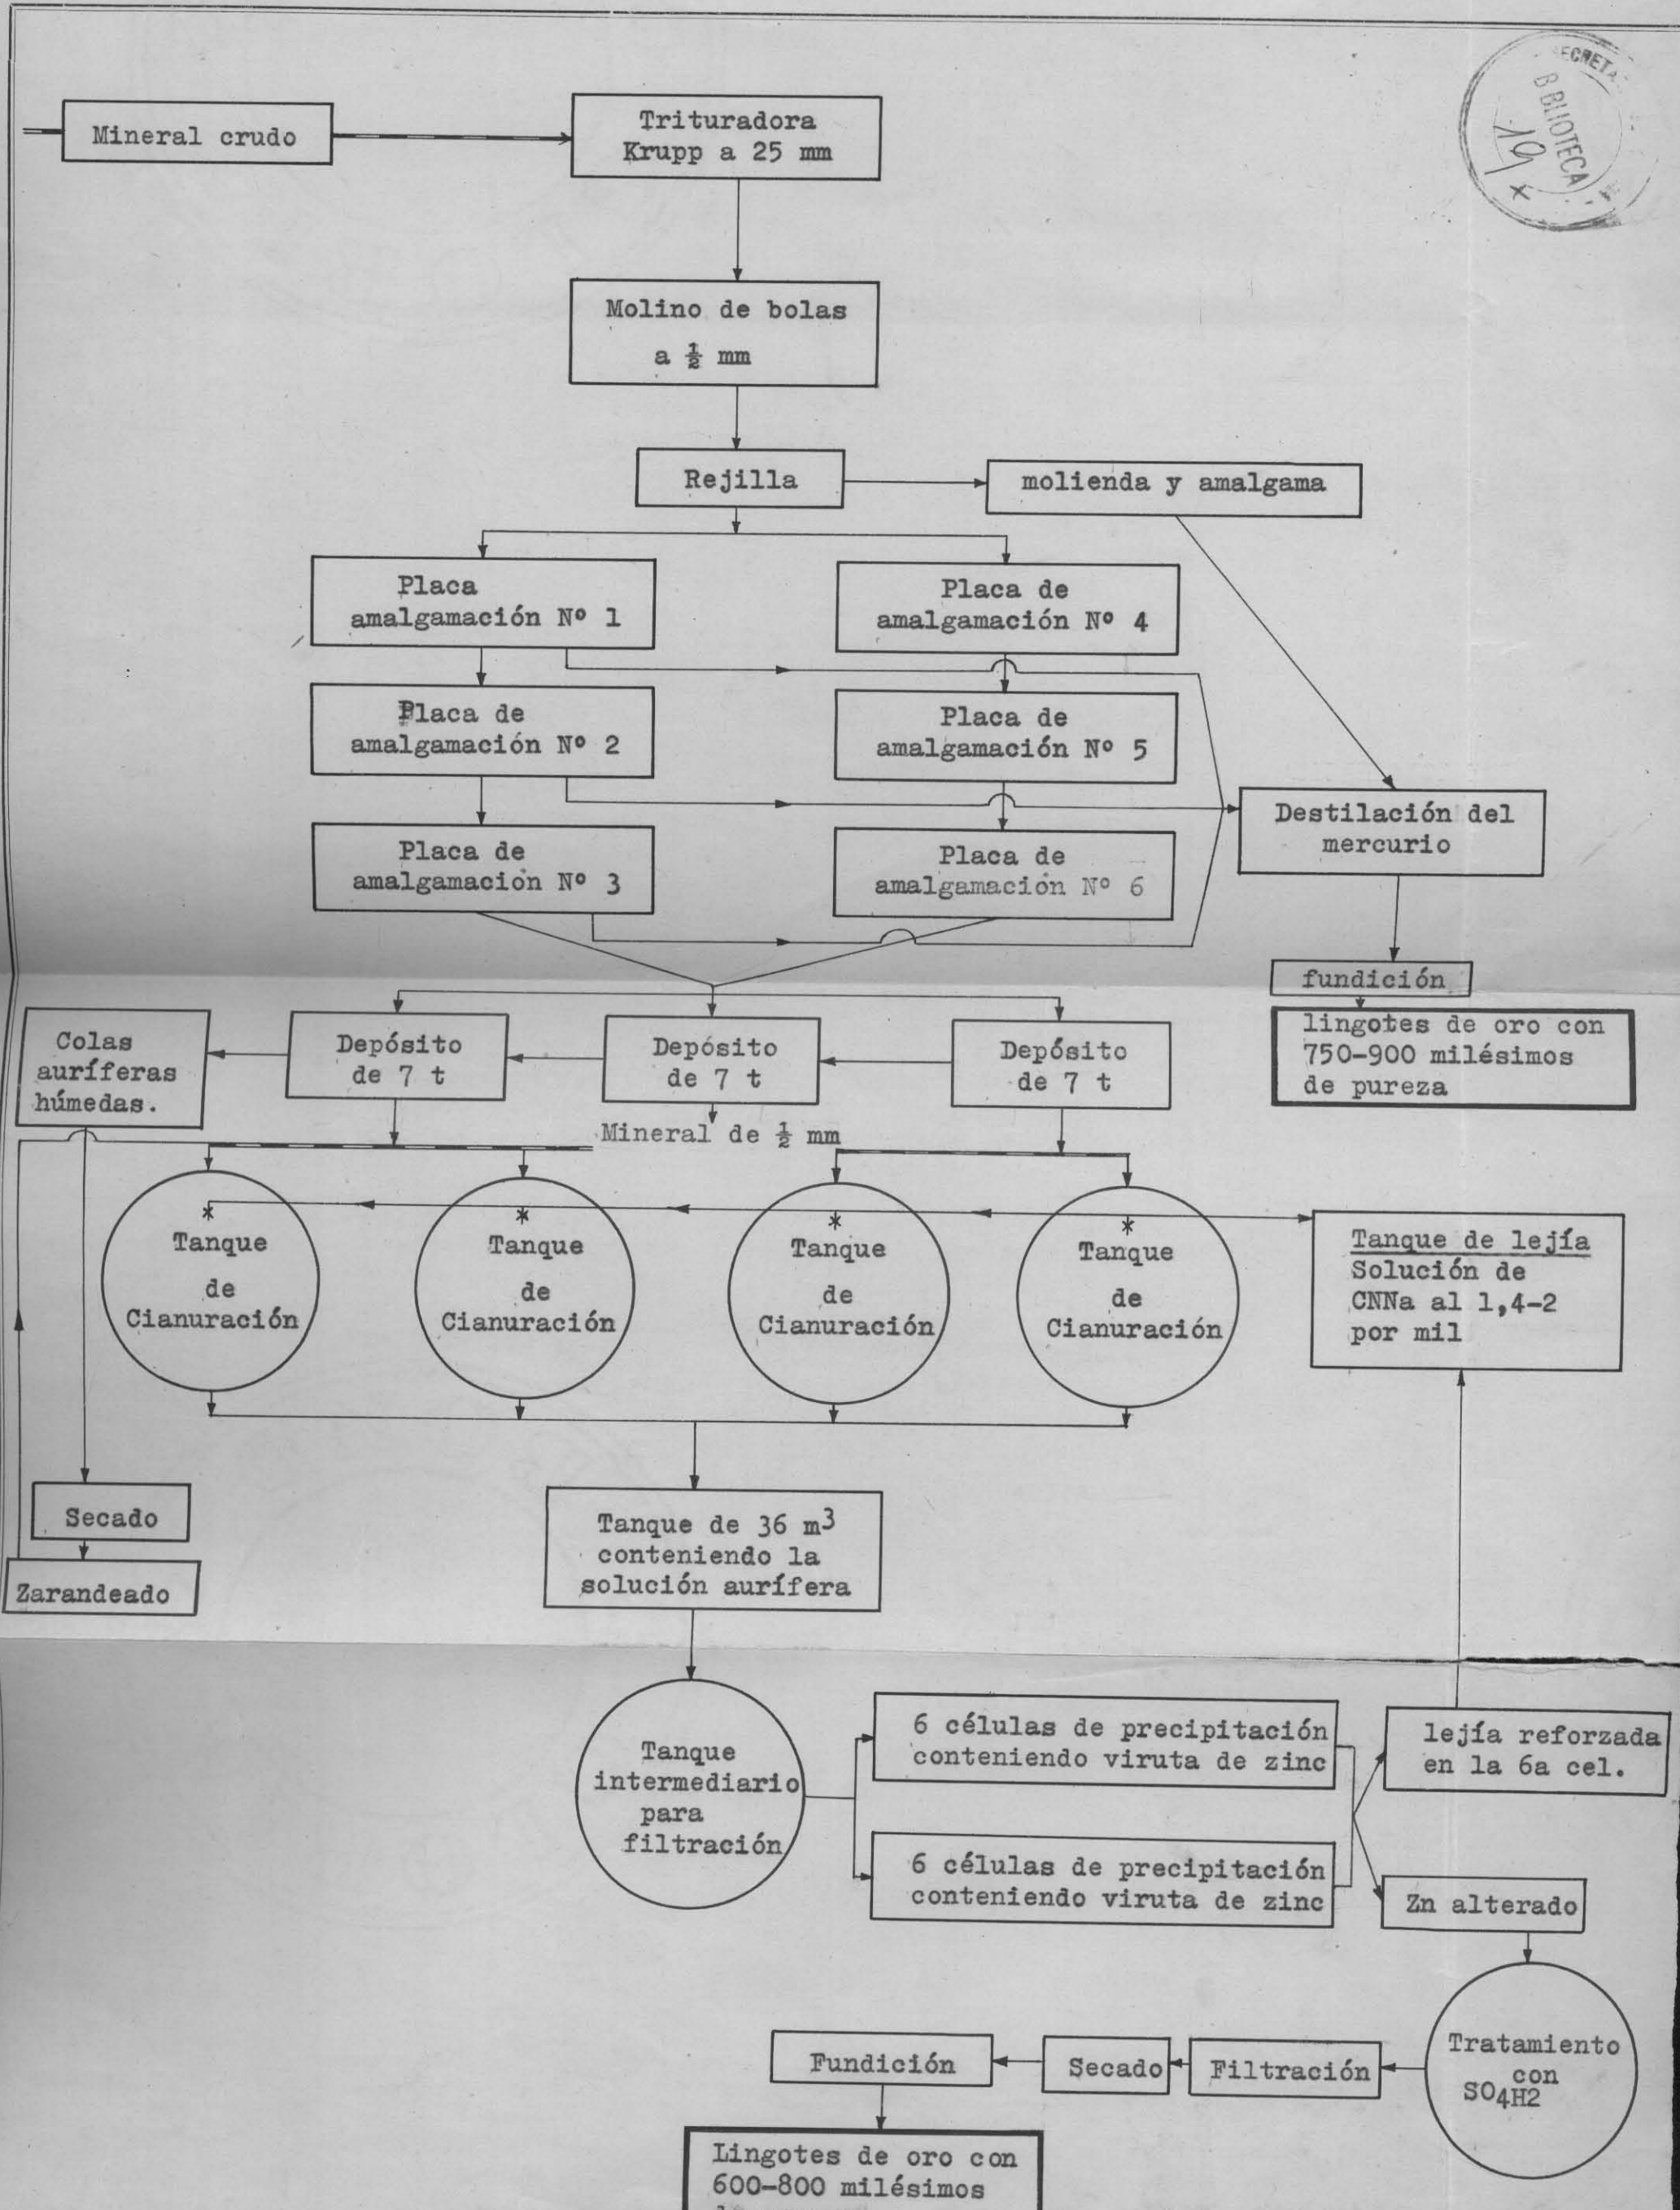 SECRETA
BIBLIOTECA
19
Mineral crudo
Trituradora
Krupp a 25 mm
Molino de bolas
a ½ mm
Rejilla
molienda y amalgama
Placa
amalgamación Nº 1
Placa de
amalgamación Nº 4
Placa de
amalgamación Nº 2
Placa de
amalgamación Nº 5
Destilación del
mercurio
Placa de
amalgamación Nº 3
Placa de
amalgamación Nº 6
fundición
lingotes de oro con
750-900 milésimos
de pureza
Colas
auríferas
húmedas.
Depósito
de 7 t
Depósito
de 7 t
Depósito
de 7 t
Mineral de ½ mm
*
Tanque
de
Cianuración
*
Tanque
de
Cianuración
*
Tanque
de
Cianuración
*
Tanque
de
Cianuración
Tanque de lejía
Solución de
CNNa al 1,4-2
por mil
Secado
Zarandeado
Tanque de 36 m3
conteniendo la
solución aurífera
Tanque
intermediario
para
filtración
6 células de precipitación
conteniendo viruta de zinc
6 células de precipitación
conteniendo viruta de zinc
lejía reforzada
en la 6a cel.
Zn alterado
Tratamiento
con
SO4H2
Filtración
Secado
Fundición
Lingotes de oro con
600-800 milésimos